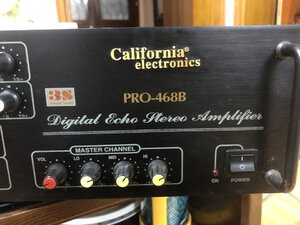 California®
electronics
3S
PRO-468B
Digital Echo Stereo Amplifier
MASTER CHANNEL
VOL LO MID HI
ON POWER